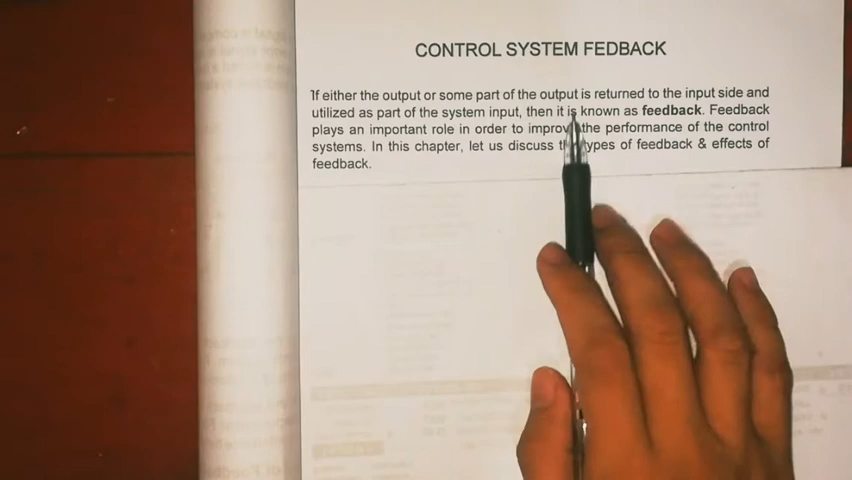 CONTROL SYSTEM FEDBACK
If either the output or some part of the output is returned to the input side and
utilized as part of the system input, then it is known as feedback. Feedback
plays an important role in order to improve the performance of the control
systems. In this chapter, let us discuss the types of feedback & effects of
feedback.